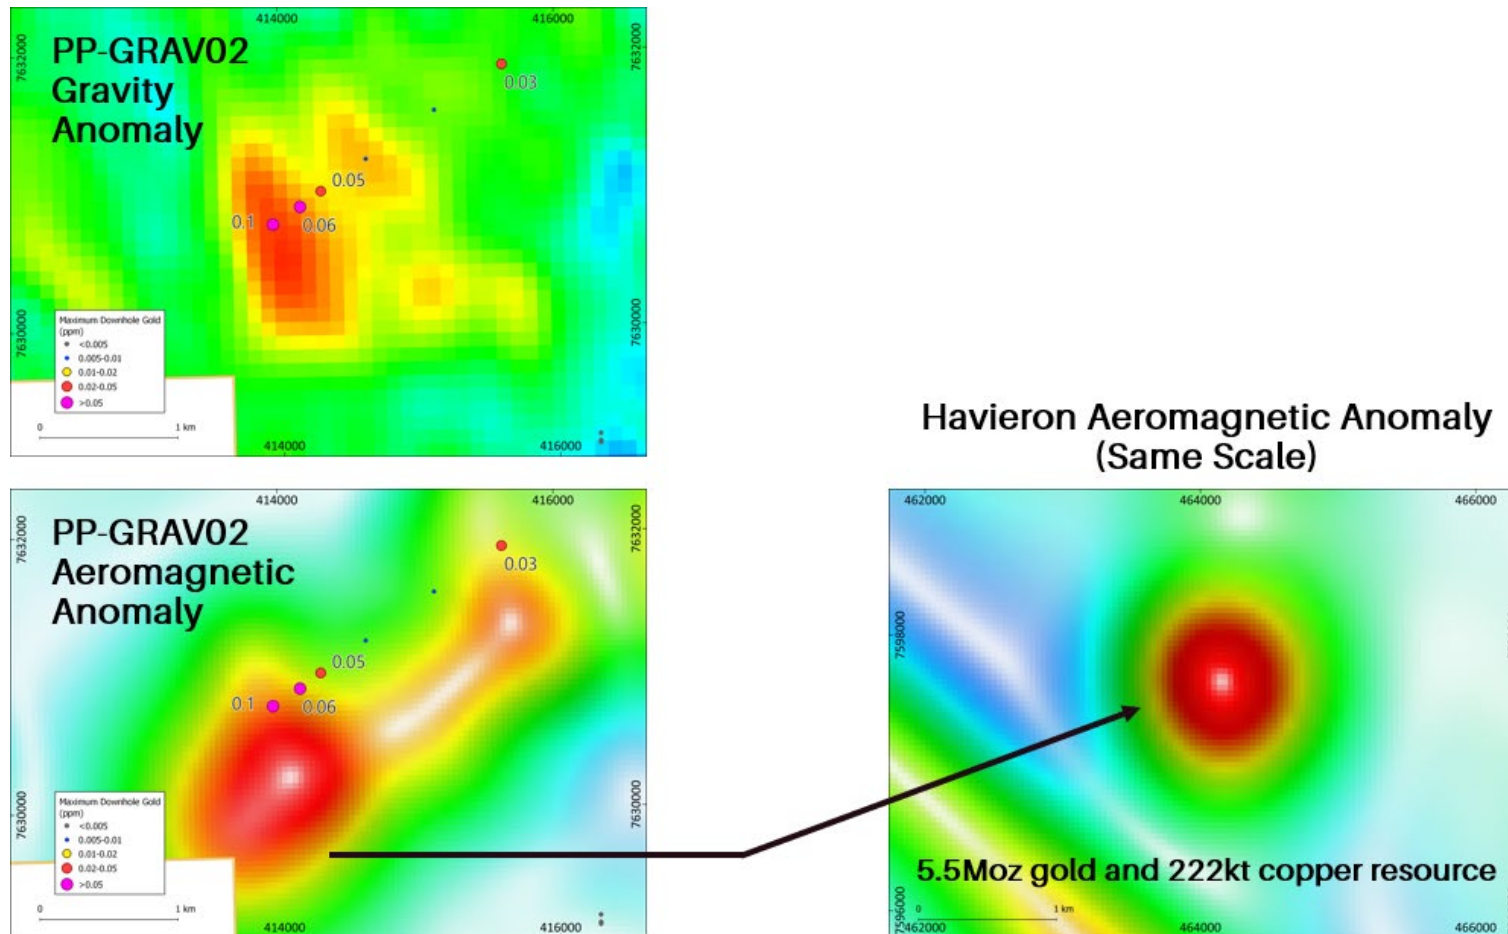 414000
416000
PP-GRAV02
Gravity
Anomaly
7632000
7632000
0.03
0.05
0.1
0.06
7630000
7630000
Maximum Downhole Gold
(ppm)
<0.005
0.005-0.01
0.01-0.02
0.02-0.05
>0.05
0
1 km
414000
416000
Havieron Aeromagnetic Anomaly
(Same Scale)
414000
416000
PP-GRAV02
Aeromagnetic
Anomaly
7632000
7632000
0.03
0.05
0.1
0.06
7630000
7630000
Maximum Downhole Gold
(ppm)
<0.005
0.005-0.01
0.01-0.02
0.02-0.05
>0.05
0
1 km
414000
416000
462000
464000
466000
7598000
5.5Moz gold and 222kt copper resource
7596000
0
1 km
462000
464000
466000